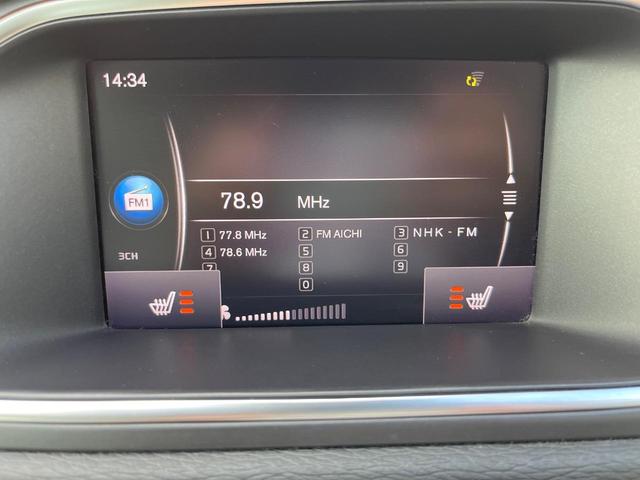 14:34
78.9 MHz
FM1
1 77.8 MHz 2 FM AICHI 3 NHK - FM
4 78.6 MHz 5 6
3CH
7 8 9
0